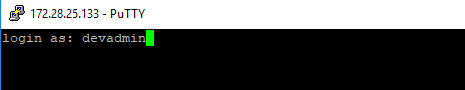 172.28.25.133 - PuTTY
login as: devadmin